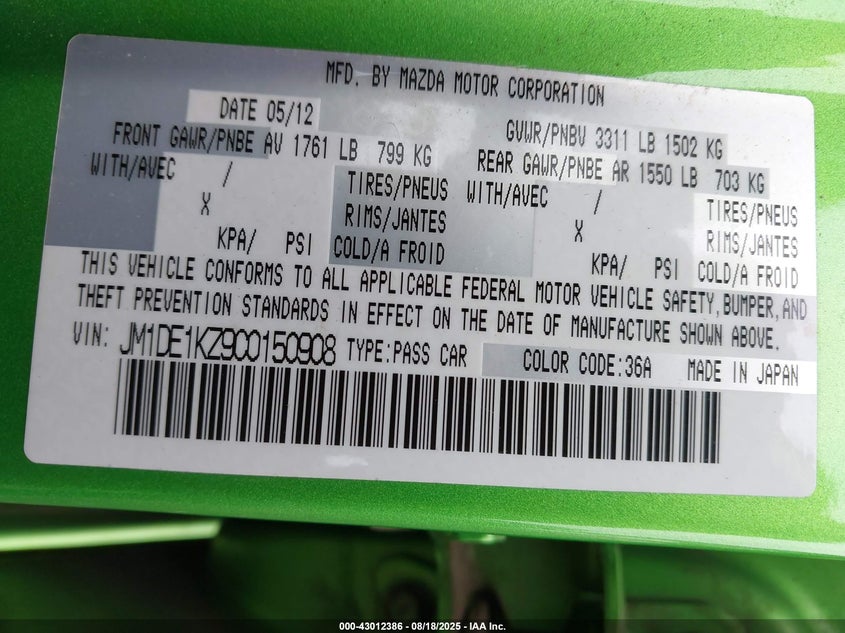 MFD. BY MAZDA MOTOR CORPORATION
DATE 05/12
GVWR/PNBV 3311 LB 1502 KG
FRONT GAWR/PNBE AV 1761 LB 799 KG
REAR GAWR/PNBE AR 1550 LB 703 KG
WITH/AVEC / TIRES/PNEUS
X RIMS/JANTES
KPA/ PSI COLD/A FROID
WITH/AVEC / TIRES/PNEUS
X RIMS/JANTES
KPA/ PSI COLD/A FROID
THIS VEHICLE CONFORMS TO ALL APPLICABLE FEDERAL MOTOR VEHICLE SAFETY,BUMPER,AND
THEFT PREVENTION STANDARDS IN EFFECT ON THE DATE OF MANUFACTURE SHOWN ABOVE.
VIN: JM1DE1KZ9C0150908 TYPE:PASS CAR COLOR CODE:36A MADE IN JAPAN
000-43012386 - 08/18/2025 - IAA Inc.